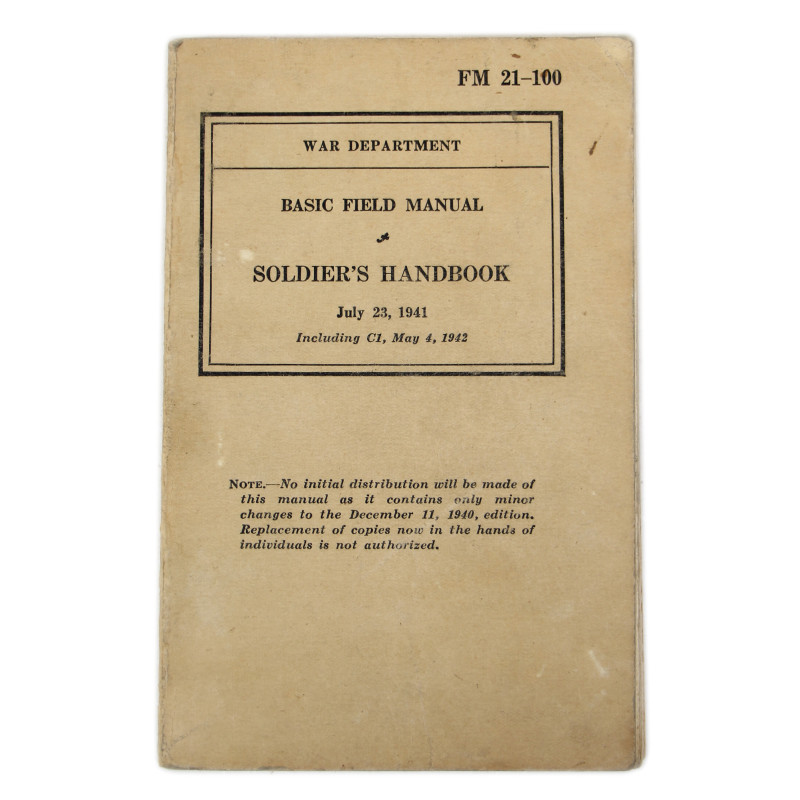 FM 21–100
WAR DEPARTMENT
BASIC FIELD MANUAL
SOLDIER'S HANDBOOK
July 23, 1941
Including C1, May 4, 1942
NOTE.—No initial distribution will be made of
this manual as it contains only minor
changes to the December 11, 1940, edition.
Replacement of copies now in the hands of
individuals is not authorized.